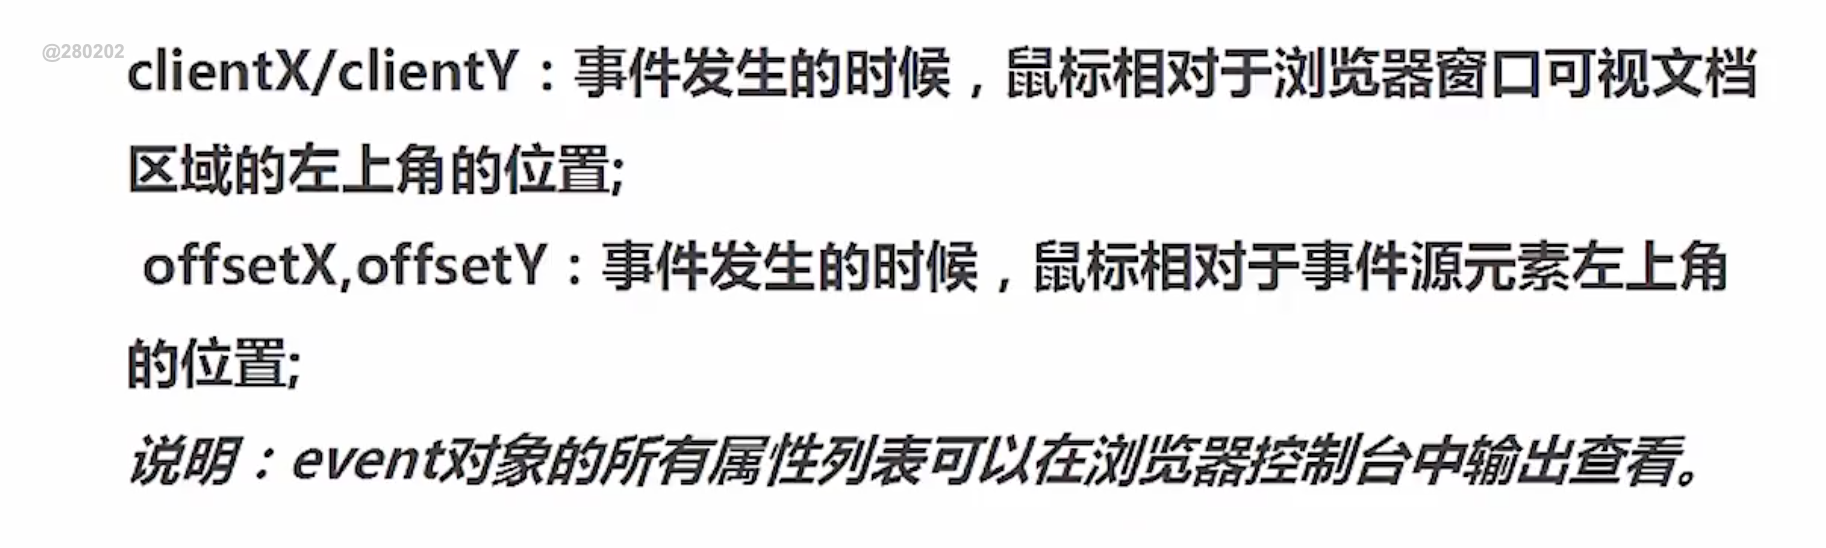 @280202
clientX/clientY：事件发生的时候，鼠标相对于浏览器窗口可视文档
区域的左上角的位置;
offsetX,offsetY：事件发生的时候，鼠标相对于事件源元素左上角
的位置;
说明：event对象的所有属性列表可以在浏览器控制台中输出查看。